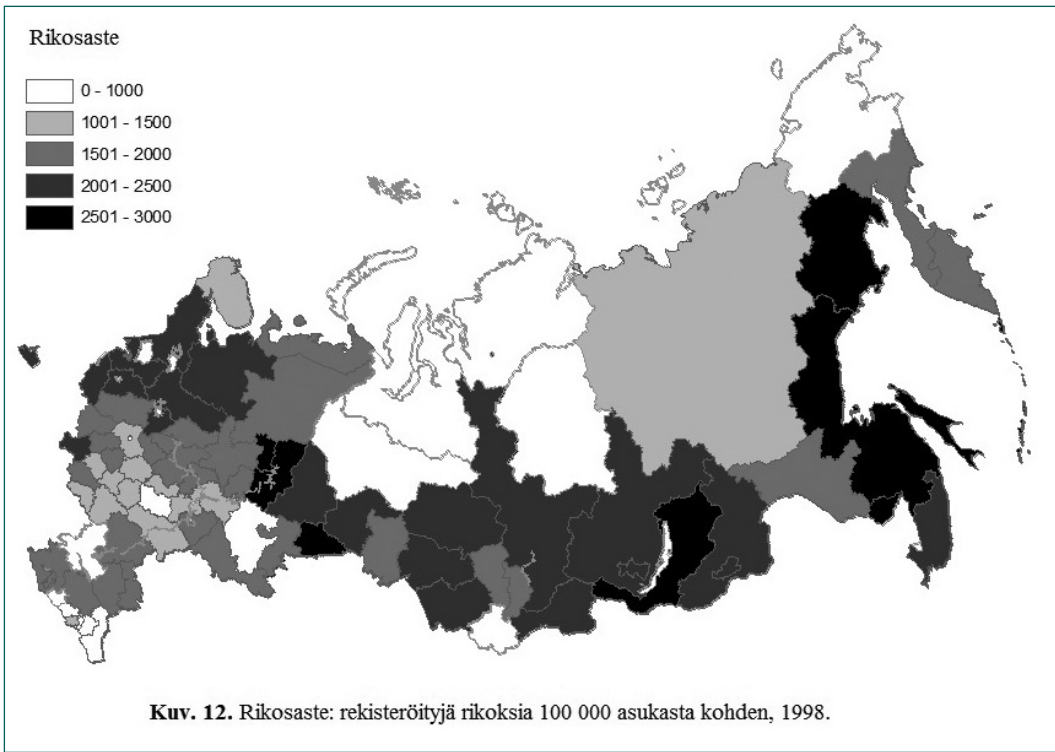 Rikosaste
0 - 1000
1001 - 1500
1501 - 2000
2001 - 2500
2501 - 3000
Kuv. 12. Rikosaste: rekisteröityjä rikoksia 100 000 asukasta kohden, 1998.